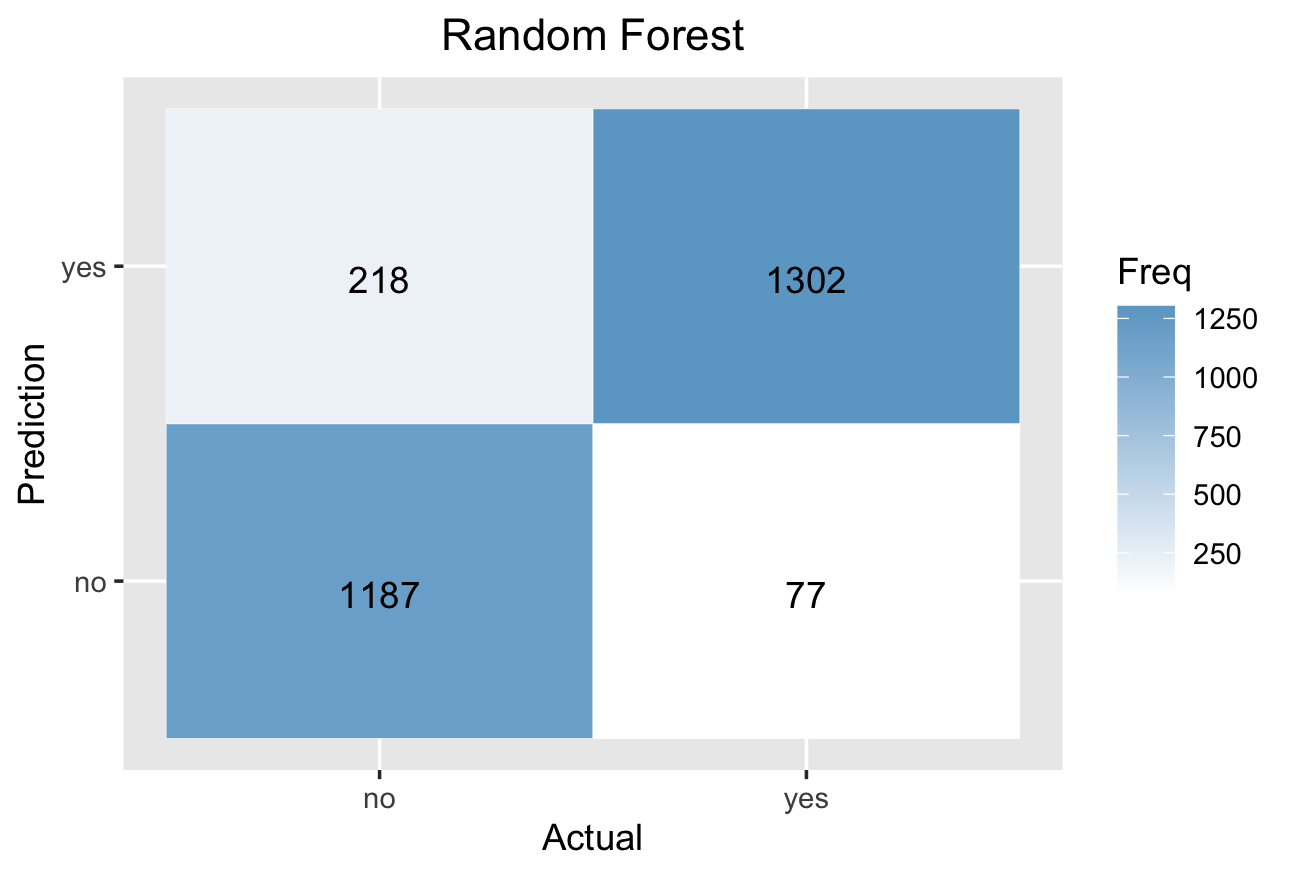 Random Forest
Prediction
yes
no
218
1302
1187
77
no
yes
Actual
Freq
1250
1000
750
500
250